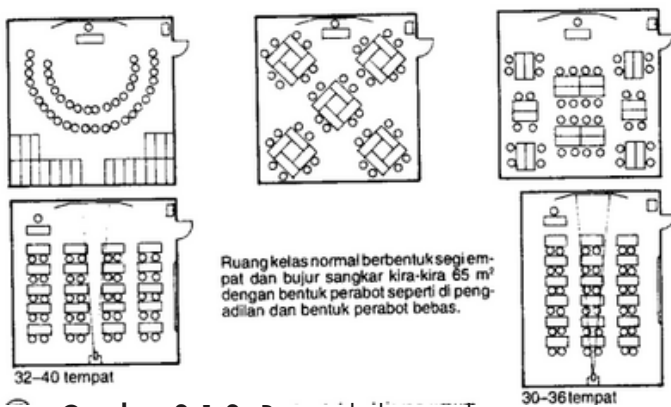 Ruang kelas normal berbentuk segi em-
pat dan bujur sangkar kira-kira 65 m²
dengan bentuk perabot seperti di peng-
adilan dan bentuk perabot bebas.
32–40 tempat
30–36 tempat